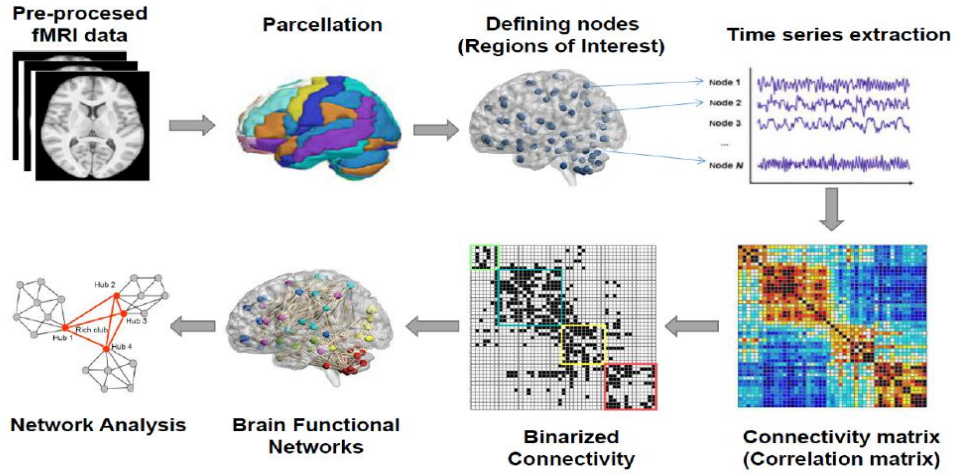 Pre-procesed
fMRI data
Parcellation
Defining nodes
(Regions of Interest)
Time series extraction
Node 1
Node 2
Node 3
...
Node N
Hub 2
Hub 3
Rich club
Hub 1
Hub 4
Network Analysis
Brain Functional
Networks
Binarized
Connectivity
Connectivity matrix
(Correlation matrix)